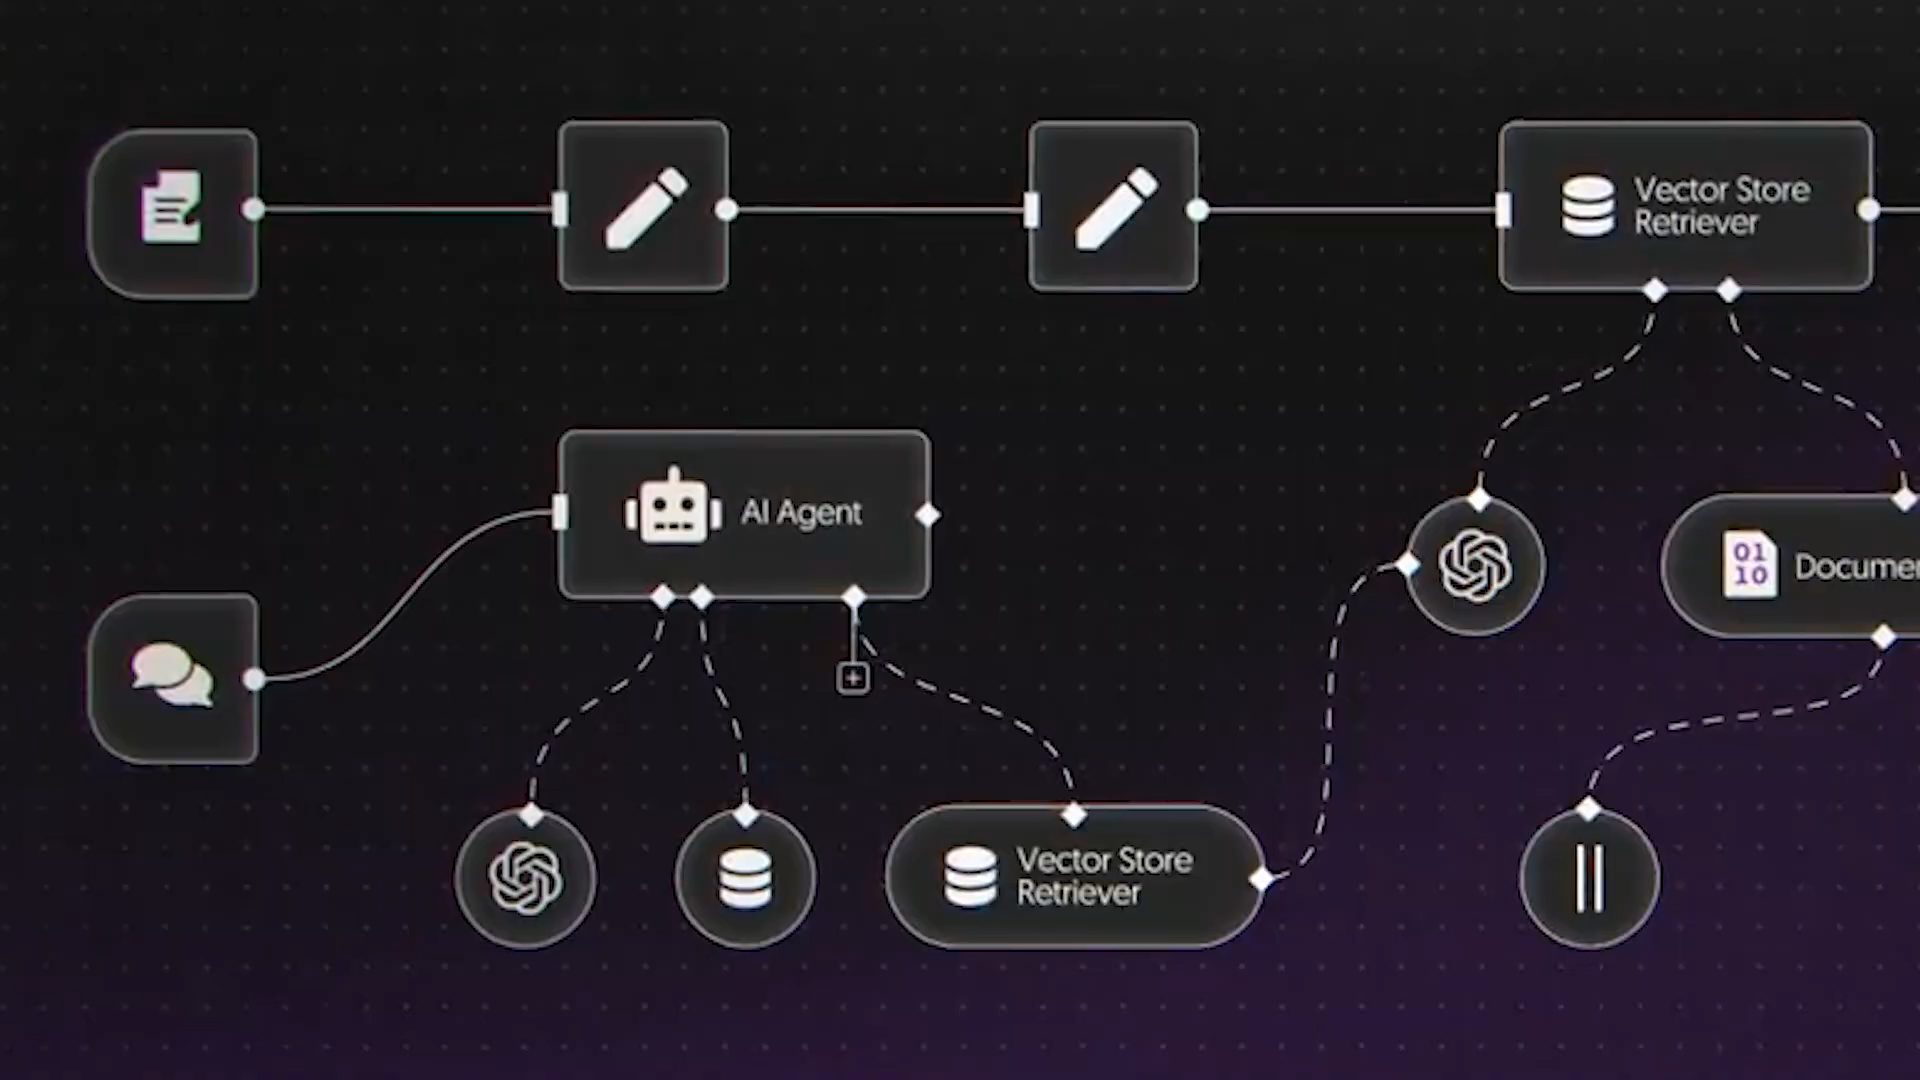 Vector Store
Retriever
AI Agent
01
10
Documen
Vector Store
Retriever